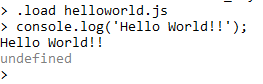 > .load helloworld.js
> console.log('Hello World!!');
Hello World!!
undefined
>